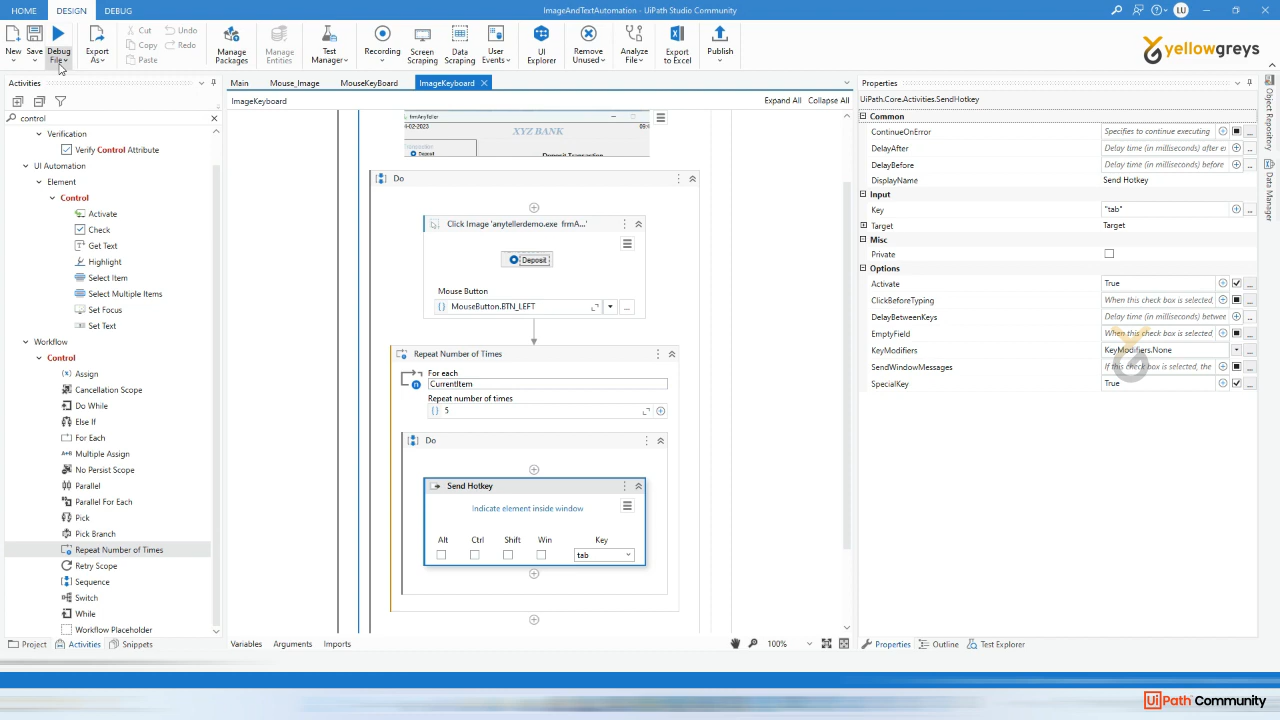 HOME
DESIGN
DEBUG
ImageAndTextAutomation - UiPath Studio Community
LU
New
Save
Debug File
Export As
Cut
Copy
Paste
Undo
Redo
Manage Packages
Manage Entities
Test Manager
Recording
Screen Scraping
Data Scraping
User Events
UI Explorer
Remove Unused
Analyze File
Export to Excel
Publish
yellowgreys
Activities
control
Verification
Verify Control Attribute
UI Automation
Element
Control
Activate
Check
Get Text
Highlight
Select Item
Select Multiple Items
Set Focus
Set Text
Workflow
Control
Assign
Cancellation Scope
Do While
Else If
For Each
Multiple Assign
No Persist Scope
Parallel
Parallel For Each
Pick
Pick Branch
Repeat Number of Times
Retry Scope
Sequence
Switch
While
Workflow Placeholder
Project
Activities
Snippets
Main
Mouse_Image
MouseKeyBoard
ImageKeyboard
ImageKeyboard
Expand All
Collapse All
frmAnyTeller
-02-2023
XYZ BANK
Deposit
Deposit Transaction
Do
Click Image 'anytellerdemo.exe frmA...'
Deposit
Mouse Button
MouseButton.BTN_LEFT
Repeat Number of Times
For each
CurrentItem
Repeat number of times
5
Do
Send Hotkey
Indicate element inside window
Alt
Ctrl
Shift
Win
Key
tab
Variables
Arguments
Imports
100%
Properties
UiPath.Core.Activities.SendHotkey
Common
ContinueOnError
Specifies to continue executing
DelayAfter
Delay time (in milliseconds) after e
DelayBefore
Delay time (in milliseconds) before
DisplayName
Send Hotkey
Input
Key
"tab"
Target
Target
Misc
Private
Options
Activate
True
ClickBeforeTyping
When this check box is selected,
DelayBetweenKeys
Delay time (in milliseconds) betwee
EmptyField
When this check box is selected,
KeyModifiers
KeyModifiers.None
SendWindowMessages
If this check box is selected, the
SpecialKey
True
Properties
Outline
Test Explorer
Object Repository
Data Manager
UiPath Community